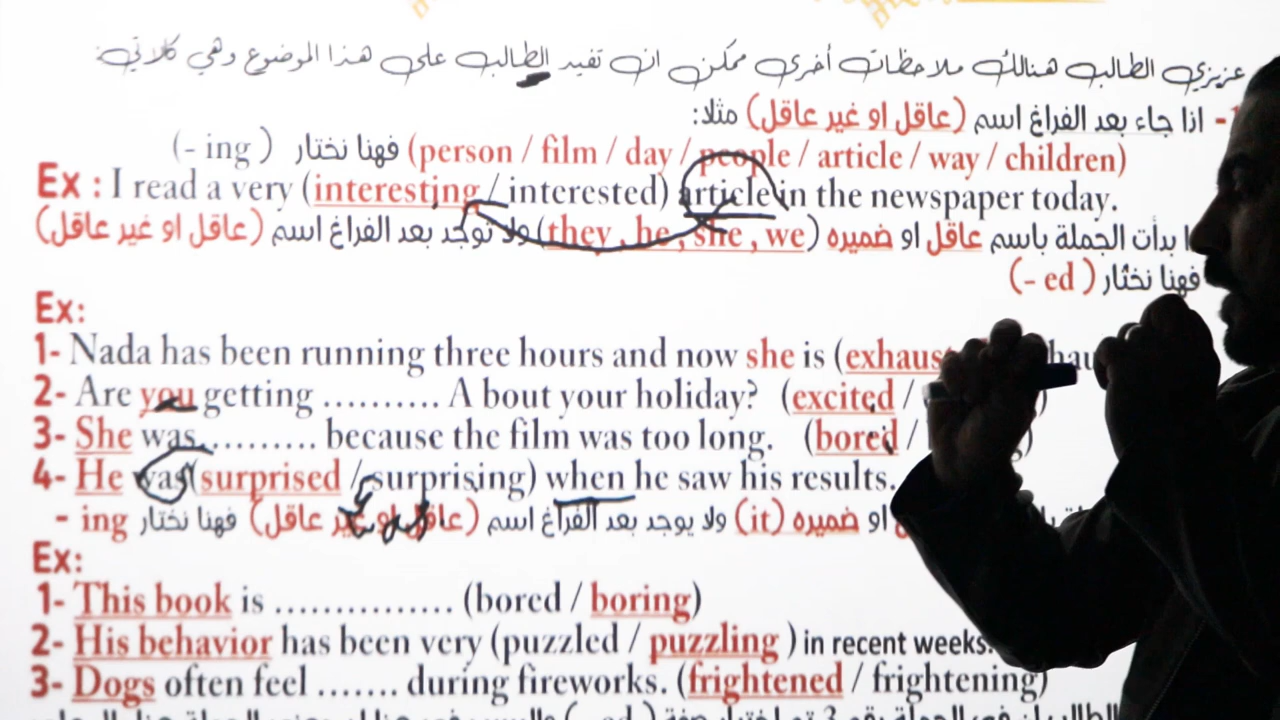 عزيزي الطالب هنالك ملاحظات أخرى ممكن ان تفيد الطالب على هذا الموضوع وهي كالاتي:
1- اذا جاء بعد الفراغ اسم (عاقل او غير عاقل) مثلا:
(person / film / day / people / article / way / children) فهنا نختار ( ing -)
Ex : I read a very (interesting / interested) article in the newspaper today.
بدأت الجملة باسم عاقل او ضميره (they , he , she , we) ولا توجد بعد الفراغ اسم (عاقل او غير عاقل)
فهنا نختار ( ed -)
Ex:
1- Nada has been running three hours and now she is (
2- Are you getting .......... A bout your holiday? (excited / )
3- She was .......... because the film was too long. (bored / )
4- He was (surprised / surprising) when he saw his results.
او ضميره (it) ولا يوجد بعد الفراغ اسم (عاقل او غير عاقل) فهنا نختار ing -
Ex:
1- This book is ............... (bored / boring)
2- His behavior has been very (puzzled / puzzling ) in recent weeks.
3- Dogs often feel ....... during fireworks. (frightened / frightening)